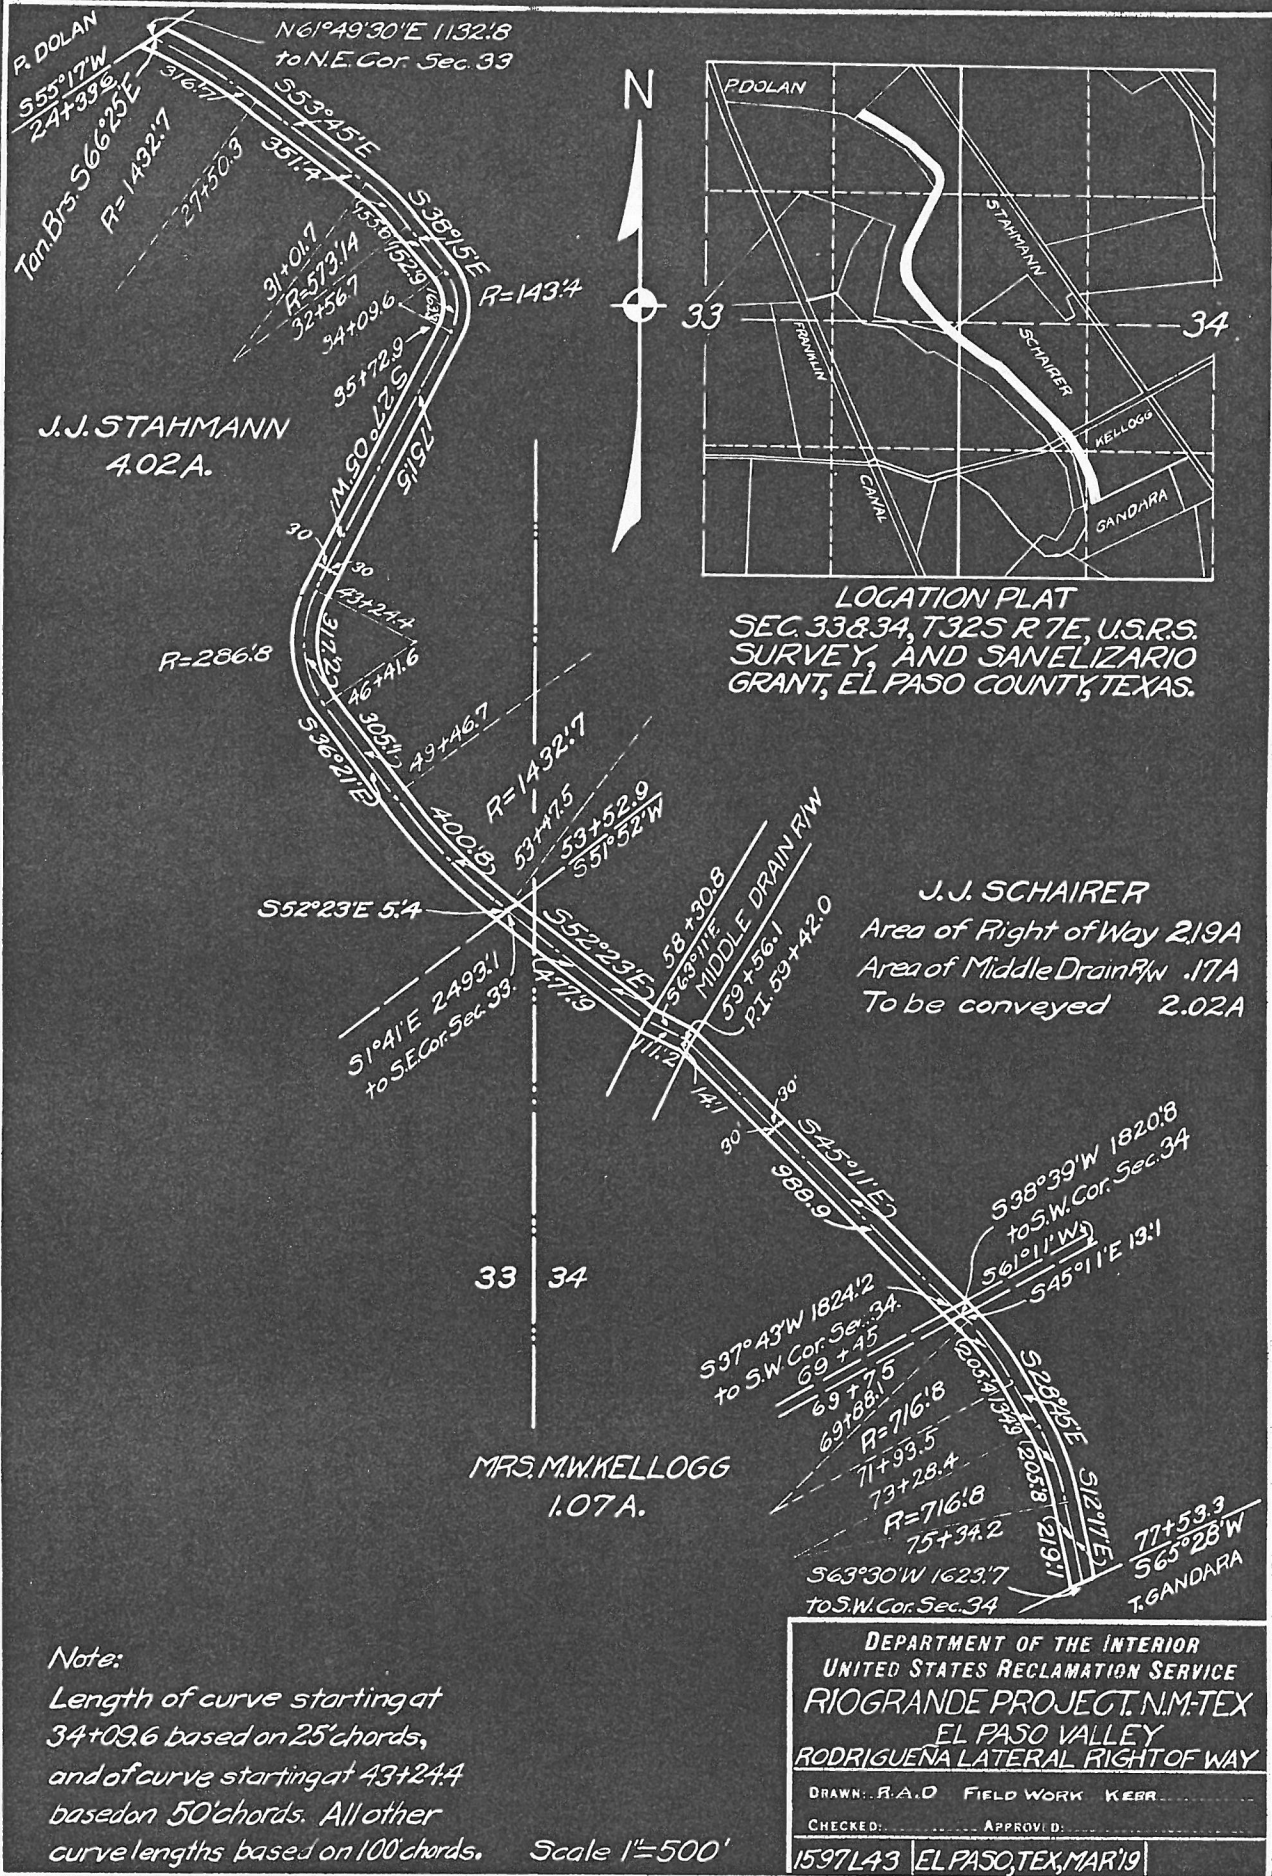 P. DOLAN
S55°17'W
24+33.6
N61°49'30"E 1132.'8
to N.E. Cor. Sec. 33
Tan. Brs. S66°25'E
R=1432.'7
316.'7
27+50.3
S53°45'E
351.'4
31+01.7
R=573.'14
32+56.7
155.'0
152.'9
S38°15'E
34+09.6
R=143.'4
35+72.9
S27°05'W
751.'5
J.J. STAHMANN
4.02 A.
30'
30'
43+24.4
317.'2
R=286.'8
46+41.6
305.'1
S36°21'E
49+46.7
400.'8
R=1432.'7
53+47.5
53+52.9
S51°52'W
S52°23'E 5.'4
S1°41'E 2493.'1
to S.E. Cor. Sec. 33.
S52°23'E
477.'9
58+30.8
S63°11'E
MIDDLE DRAIN R/W
59+56.1
P.I. 59+42.0
111.'2
14.'1
30'
30'
S45°11'E
988.9
33 34
N
P. DOLAN
STAHMANN
33
34
FRANKLIN
SCHAIRER
KELLOGG
CANAL
GANDARA
LOCATION PLAT
SEC. 33&34, T32S R7E, U.S.R.S.
SURVEY, AND SAN ELIZARIO
GRANT, EL PASO COUNTY, TEXAS.
J.J. SCHAIRER
Area of Right of Way 2.19A
Area of Middle Drain R/W .17A
To be conveyed 2.02A
S38°39'W 1820.'8
to S.W. Cor. Sec. 34
S61°11'W
S45°11'E 13.'1
S37°43'W 1824.'2
to S.W. Cor. Sec. 34.
69+45
69+75
69+88.1
R=716.'8
71+93.5
73+28.4
R=716.'8
75+34.2
205.'4
134.'9
S28°45'E
205.'8
S12°17'E
219.'1
S63°30'W 1623.'7
to S.W. Cor. Sec. 34
77+53.3
S65°28'W
T. GANDARA
MRS. M.W. KELLOGG
1.07 A.
Note:
Length of curve starting at
34+09.6 based on 25' chords,
and of curve starting at 43+24.4
based on 50' chords. All other
curve lengths based on 100' chords.
Scale 1"=500'
DEPARTMENT OF THE INTERIOR
UNITED STATES RECLAMATION SERVICE
RIO GRANDE PROJECT. N.M.-TEX
EL PASO VALLEY
RODRIGUEÑA LATERAL RIGHT OF WAY
DRAWN: R.A.D FIELD WORK KERR
CHECKED: APPROVED:
1597L43 EL PASO, TEX, MAR'19